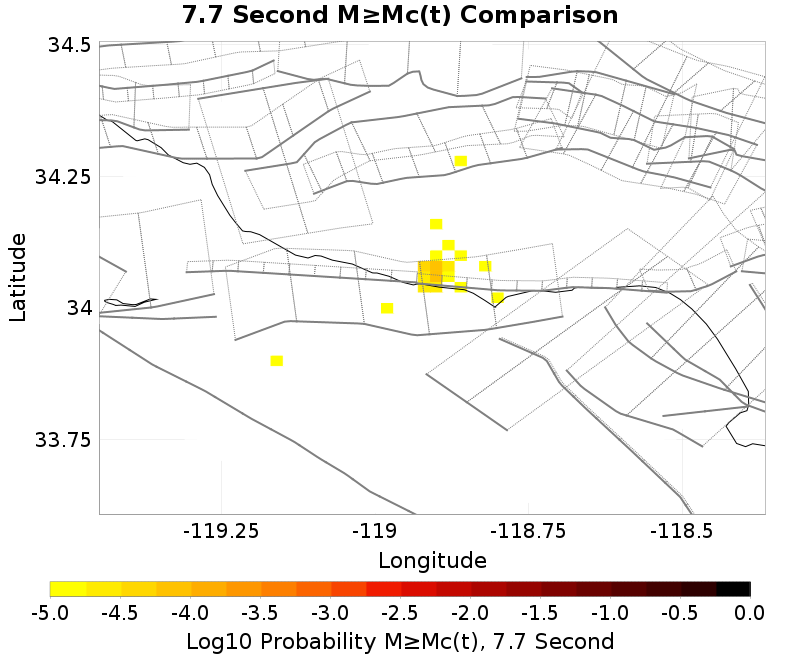 7.7 Second M≥Mc(t) Comparison
34.5
34.25
34
33.75
Latitude
-119.25 -119 -118.75 -118.5
Longitude
-5.0 -4.5 -4.0 -3.5 -3.0 -2.5 -2.0 -1.5 -1.0 -0.5 0.0
Log10 Probability M≥Mc(t), 7.7 Second